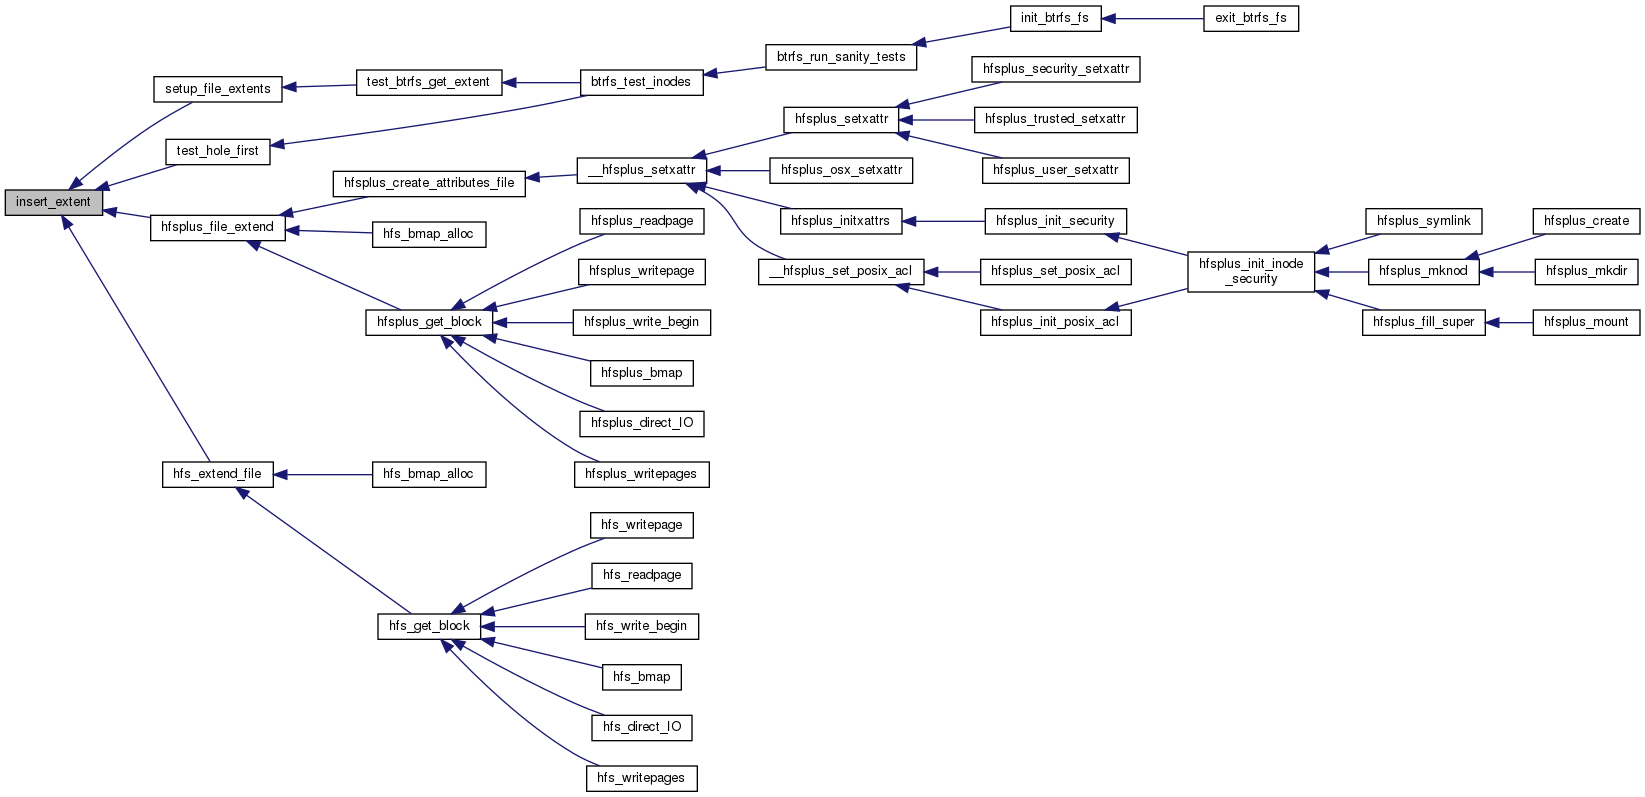 init_btrfs_fs
exit_btrfs_fs
btrfs_run_sanity_tests
hfsplus_security_setxattr
setup_file_extents
test_btrfs_get_extent
btrfs_test_inodes
hfsplus_setxattr
hfsplus_trusted_setxattr
test_hole_first
__hfsplus_setxattr
hfsplus_osx_setxattr
hfsplus_user_setxattr
hfsplus_create_attributes_file
insert_extent
hfsplus_file_extend
hfs_bmap_alloc
hfsplus_readpage
hfsplus_initxattrs
hfsplus_init_security
hfsplus_symlink
hfsplus_create
hfsplus_writepage
__hfsplus_set_posix_acl
hfsplus_set_posix_acl
hfsplus_init_inode
_security
hfsplus_mknod
hfsplus_mkdir
hfsplus_get_block
hfsplus_write_begin
hfsplus_init_posix_acl
hfsplus_fill_super
hfsplus_mount
hfsplus_bmap
hfsplus_direct_IO
hfsplus_writepages
hfs_extend_file
hfs_bmap_alloc
hfs_writepage
hfs_readpage
hfs_get_block
hfs_write_begin
hfs_bmap
hfs_direct_IO
hfs_writepages